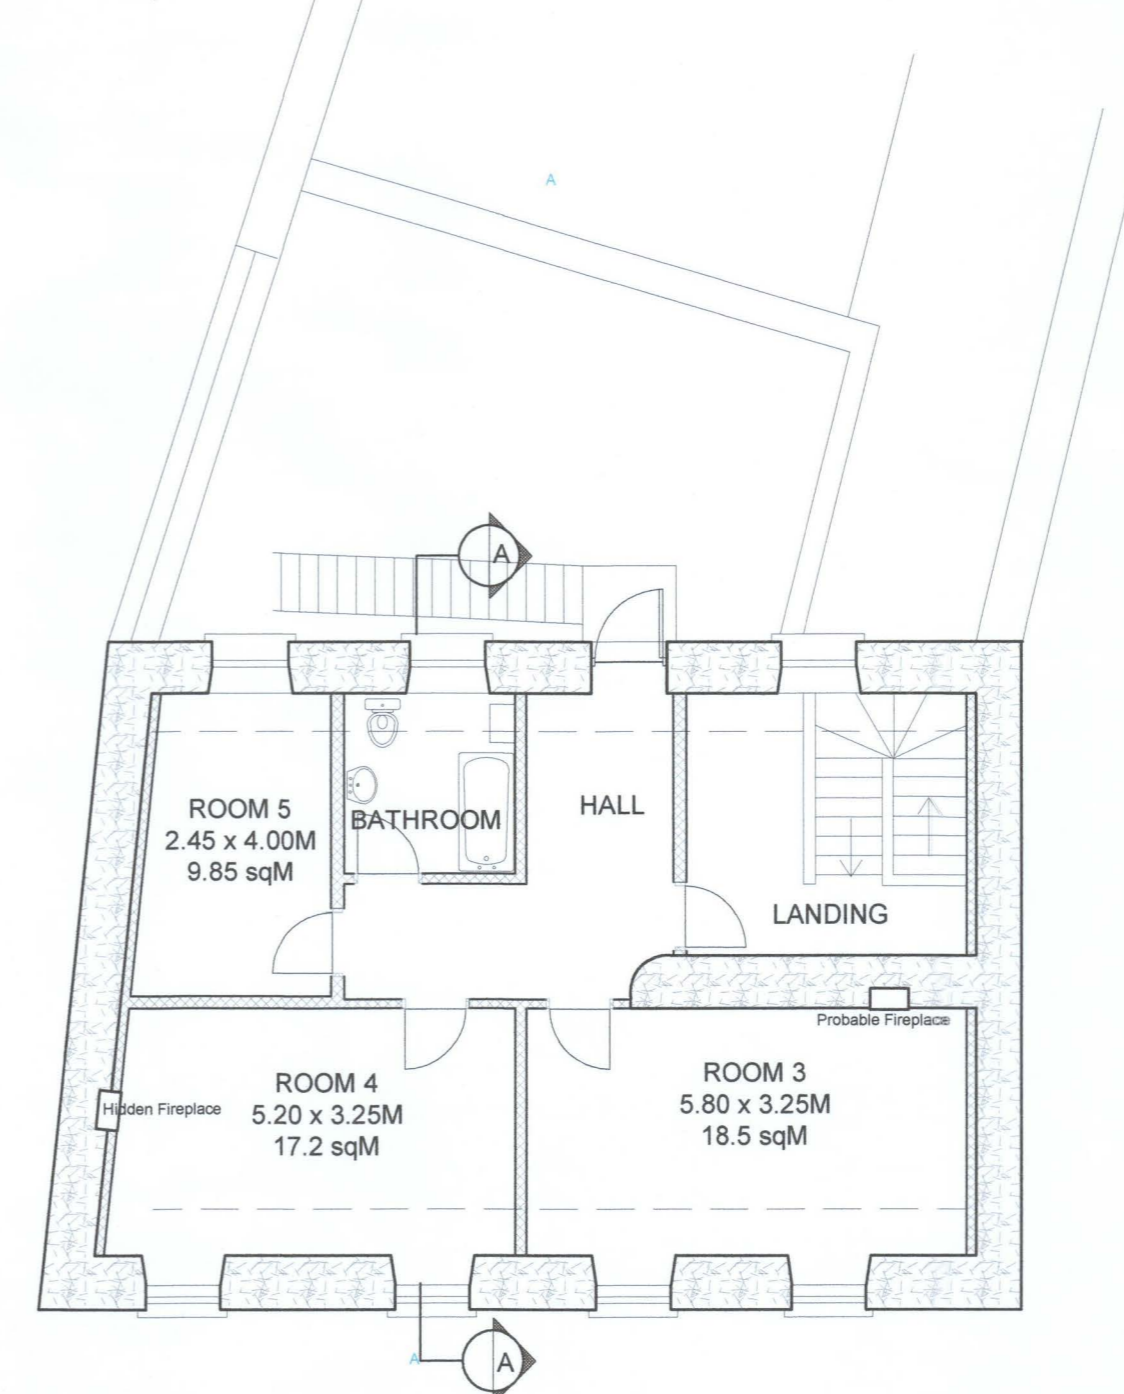 A
A
ROOM 5
2.45 x 4.00M
9.85 sqM
BATHROOM
HALL
LANDING
Probable Fireplace
Hidden Fireplace
ROOM 4
5.20 x 3.25M
17.2 sqM
ROOM 3
5.80 x 3.25M
18.5 sqM
A
A